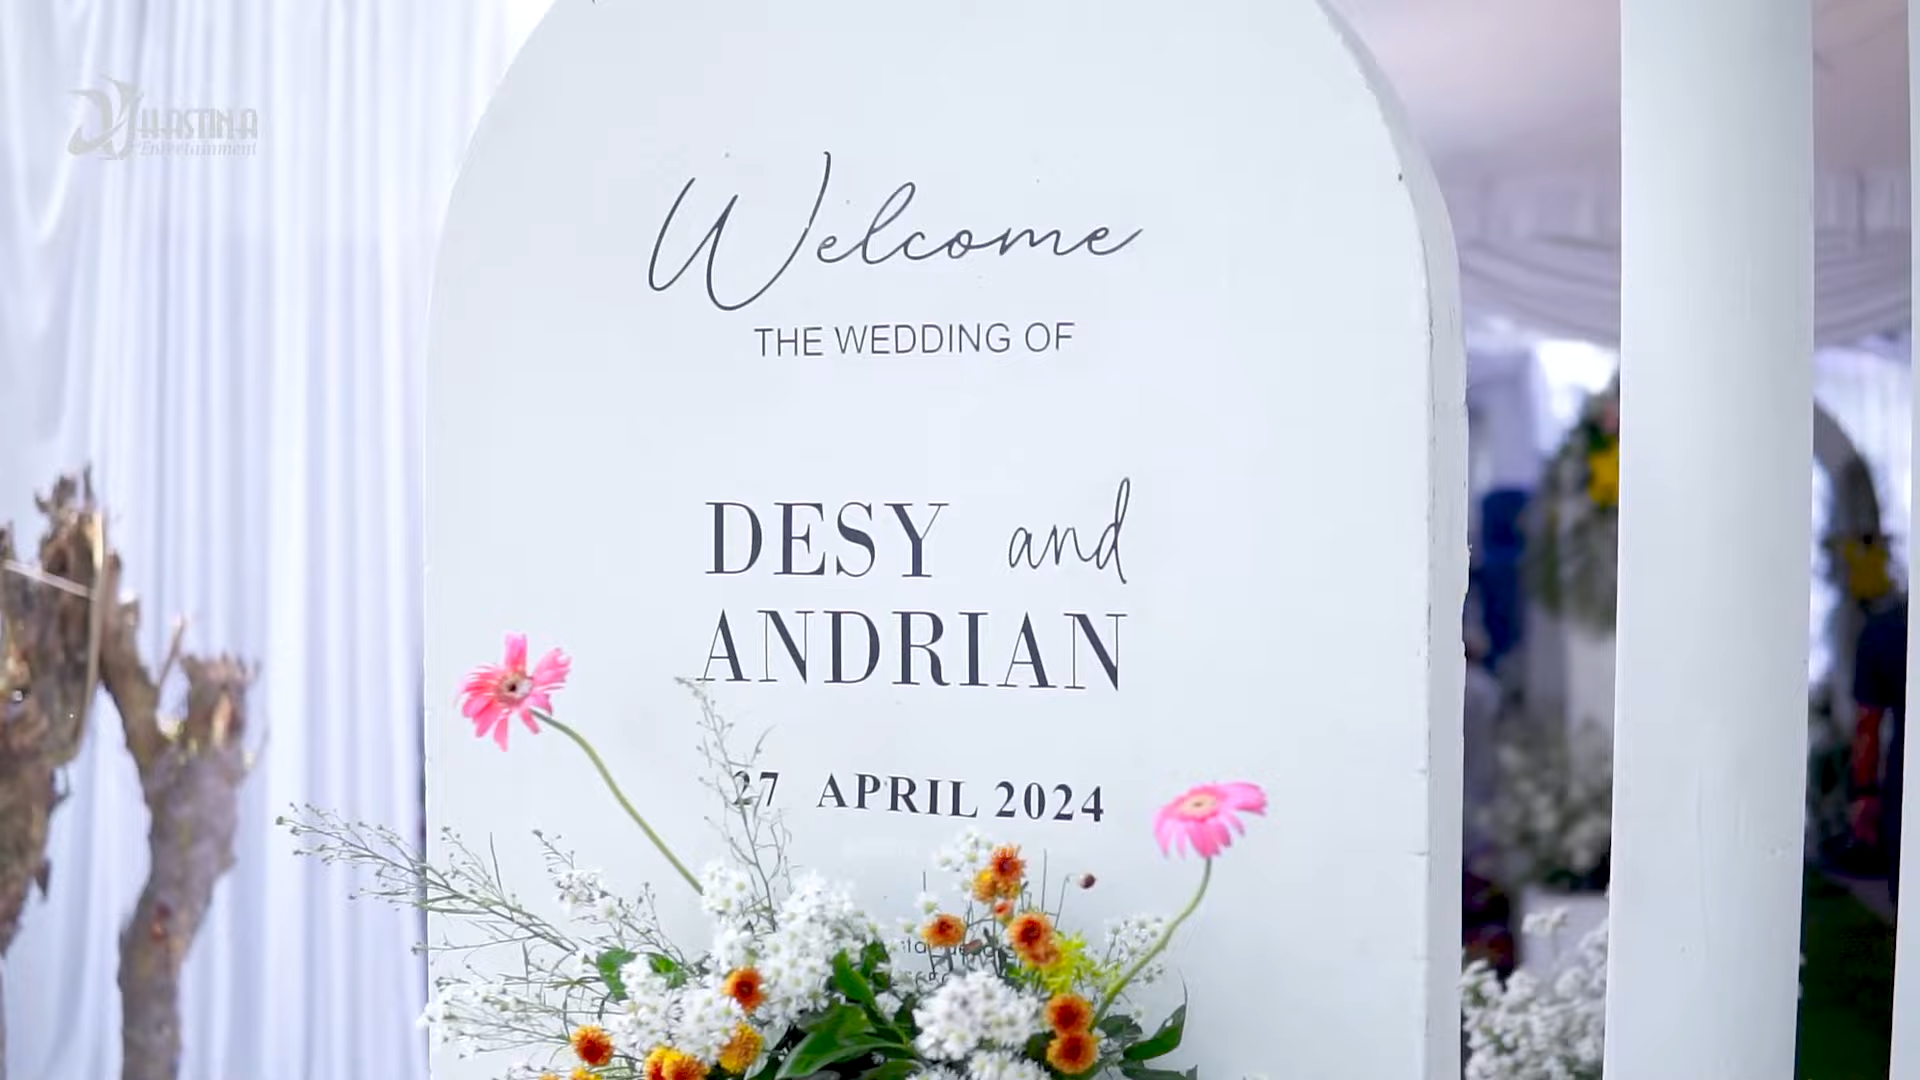 HASTINA
Entertainment
Welcome
THE WEDDING OF
DESY and
ANDRIAN
27 APRIL 2024